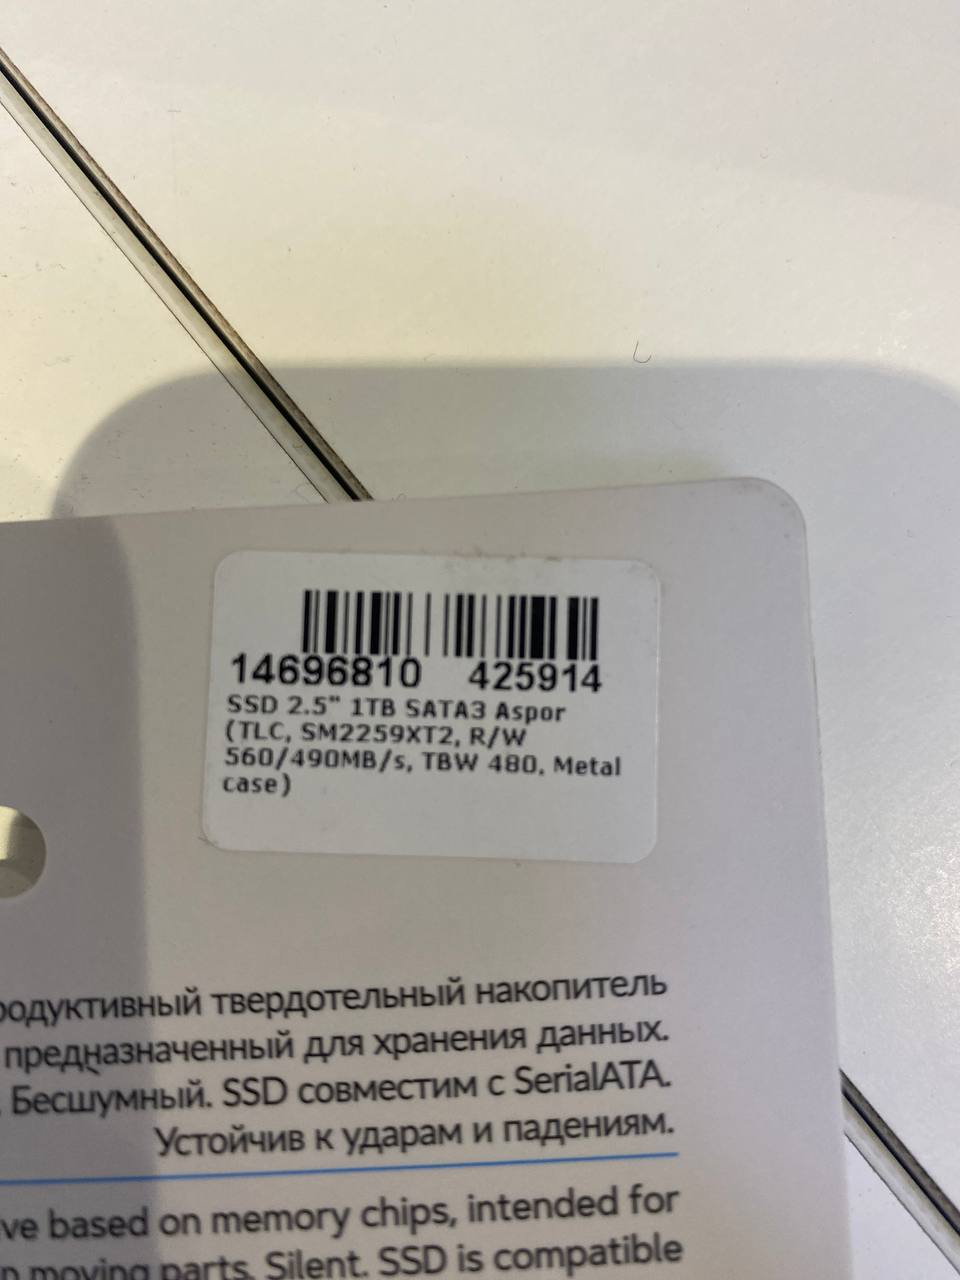 14696810 425914
SSD 2.5" 1TB SATA3 Aspor
(TLC, SM2259XT2, R/W
560/490MB/s, TBW 480, Metal
case)
твердотельный накопитель
предназначенный для хранения данных.
Бесшумный. SSD совместим с SerialATA.
Устойчив к ударам и падениям.
based on memory chips, intended for
moving parts. Silent. SSD is compatible